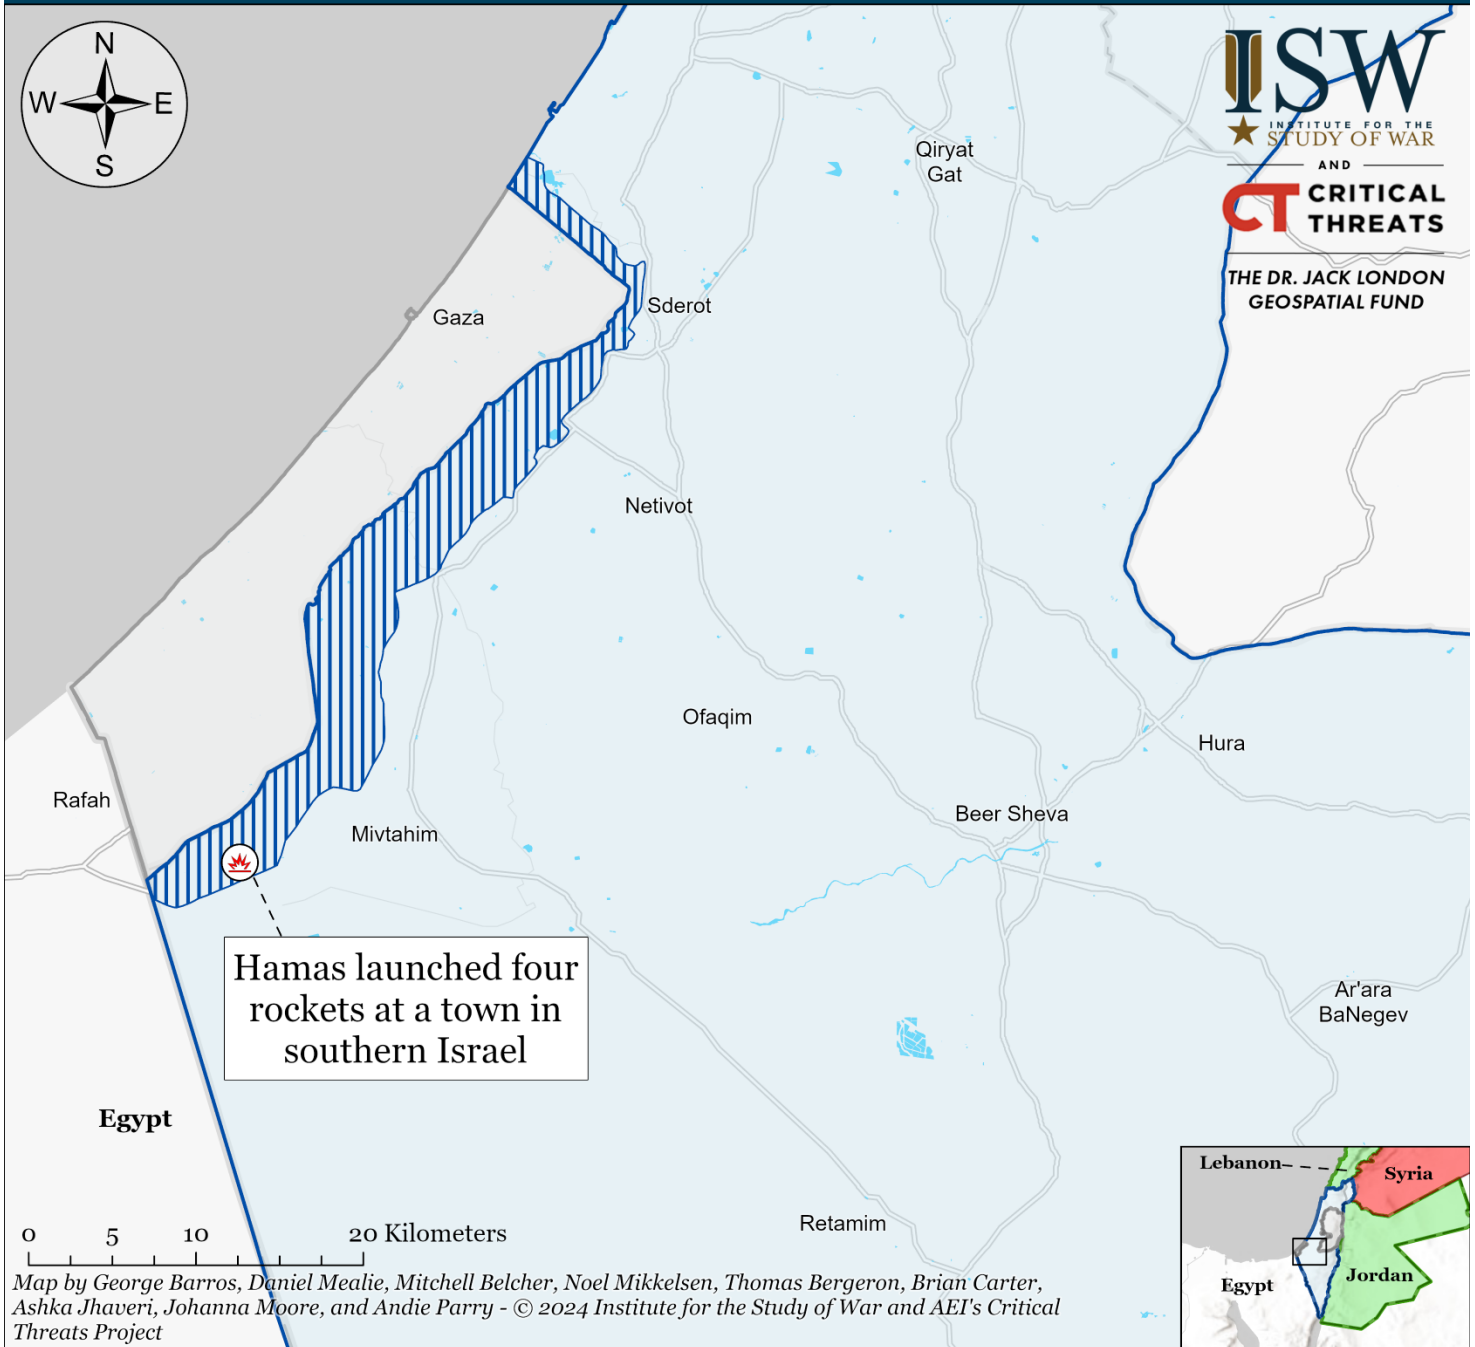 N
W
E
S
ISW
INSTITUTE FOR THE
STUDY OF WAR
AND
CT CRITICAL
THREATS
THE DR. JACK LONDON
GEOSPATIAL FUND
Qiryat
Gat
Gaza
Sderot
Netivot
Ofaqim
Hura
Rafah
Mivtahim
Beer Sheva
Hamas launched four
rockets at a town in
southern Israel
Ar'ara
BaNegev
Egypt
Retamim
0 5 10 20 Kilometers
Map by George Barros, Daniel Mealie, Mitchell Belcher, Noel Mikkelsen, Thomas Bergeron, Brian Carter,
Ashka Jhaveri, Johanna Moore, and Andie Parry - © 2024 Institute for the Study of War and AEI's Critical
Threats Project
Lebanon
Syria
Egypt
Jordan